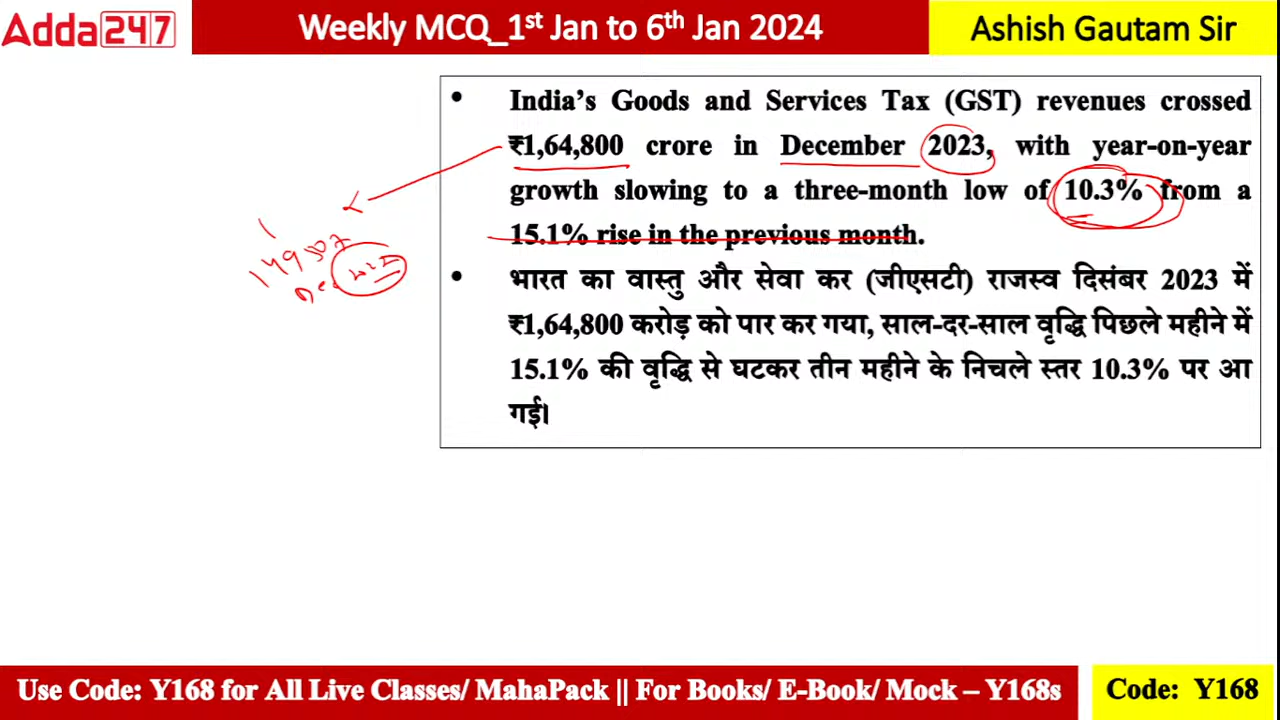 Adda247
Weekly MCQ_1st Jan to 6th Jan 2024
Ashish Gautam Sir
• India's Goods and Services Tax (GST) revenues crossed
₹1,64,800 crore in December 2023, with year-on-year
growth slowing to a three-month low of 10.3% from a
15.1% rise in the previous month.
• भारत का वास्तु और सेवा कर (जीएसटी) राजस्व दिसंबर 2023 में
₹1,64,800 करोड़ को पार कर गया, साल-दर-साल वृद्धि पिछले महीने में
15.1% की वृद्धि से घटकर तीन महीने के निचले स्तर 10.3% पर आ
गई।
149507
Use Code: Y168 for All Live Classes/ MahaPack || For Books/ E-Book/ Mock – Y168s
Code: Y168